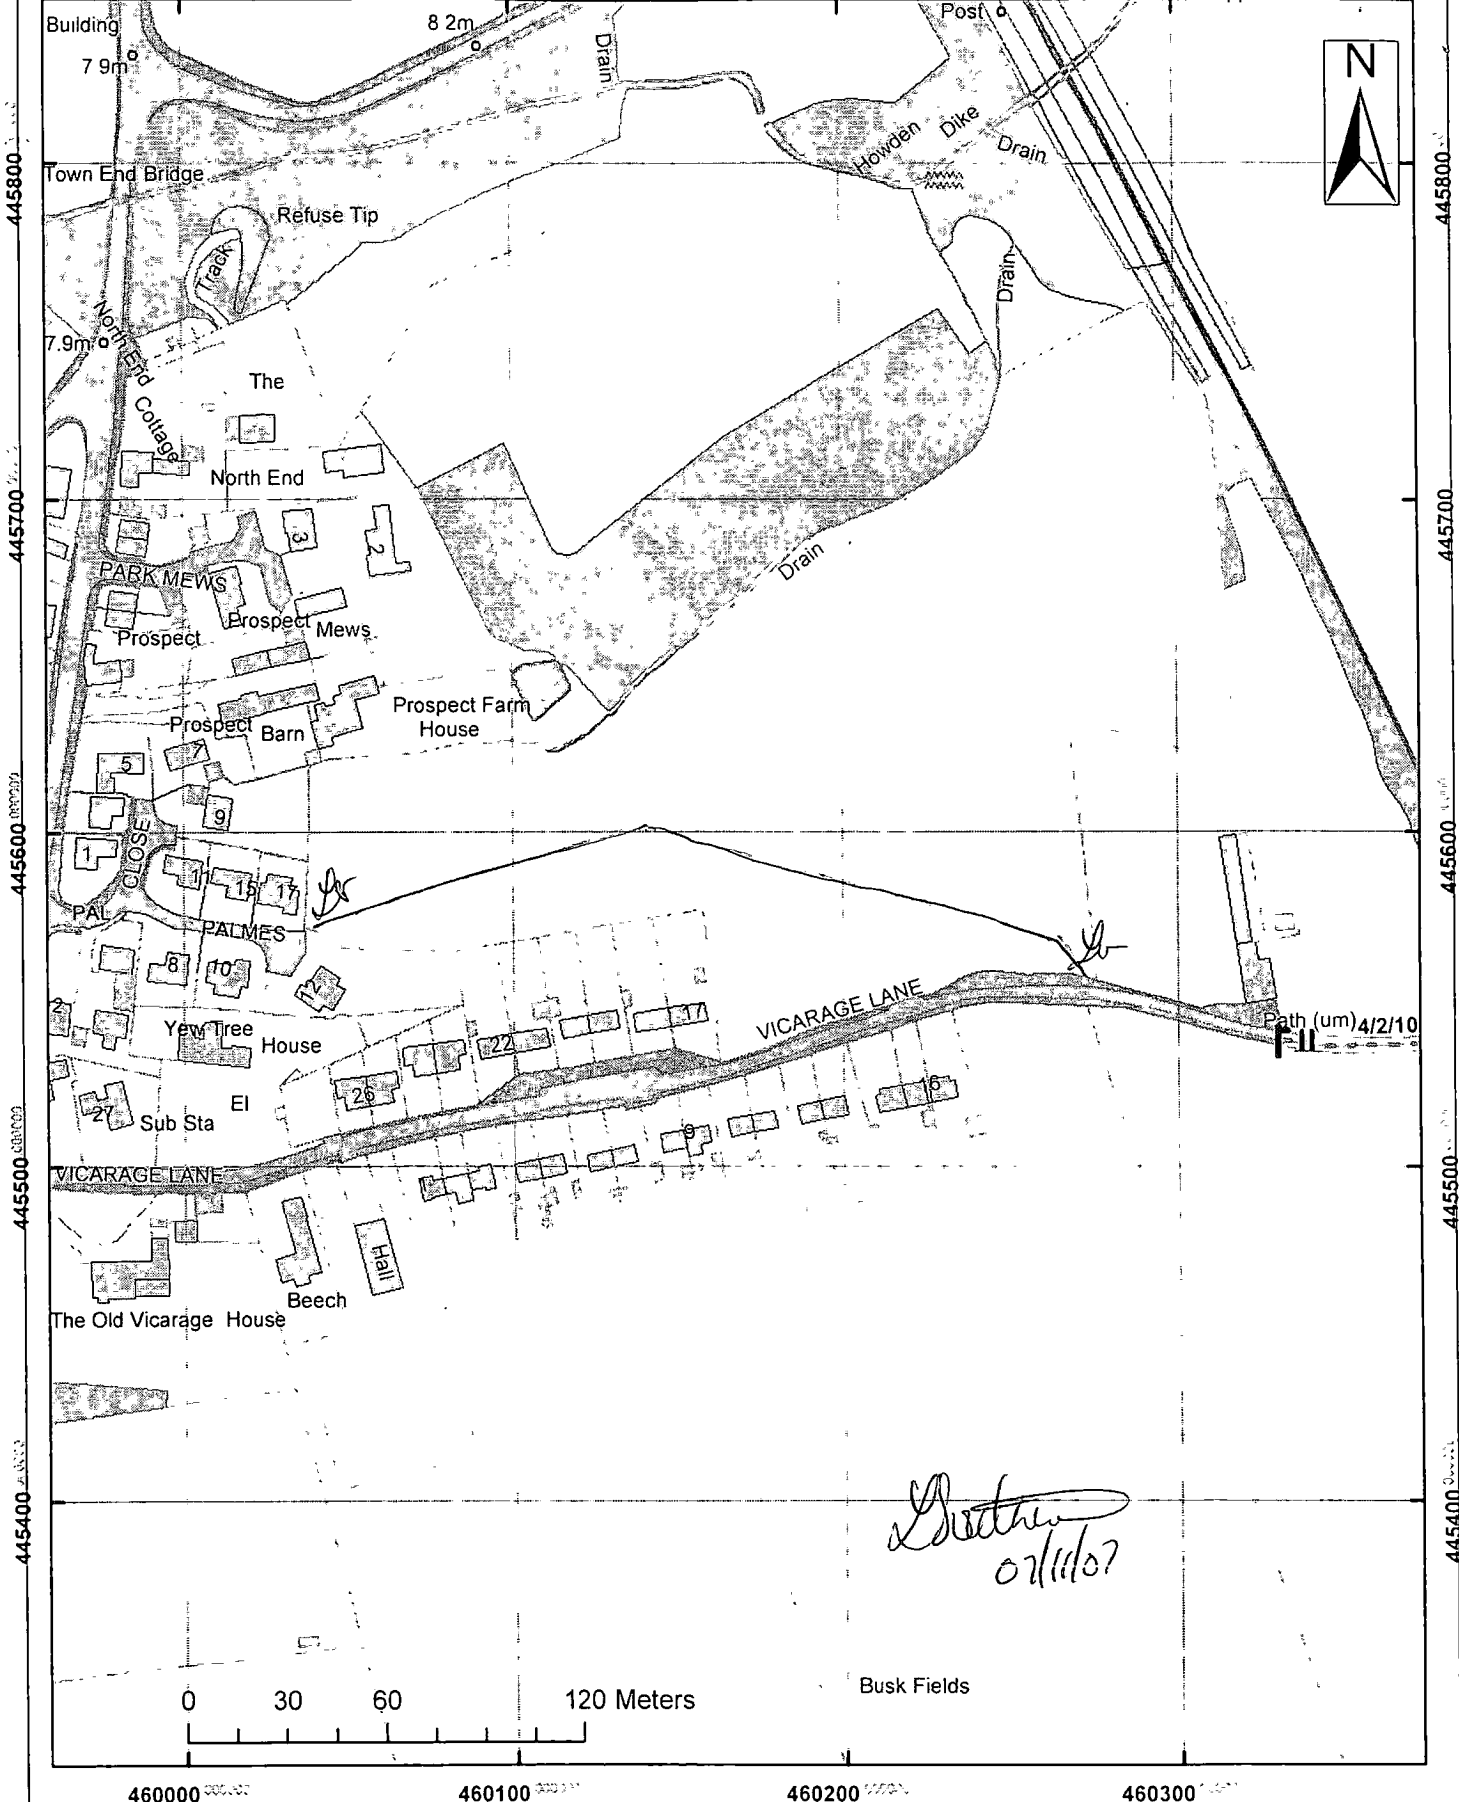 Building
7 9m
8 2m
Drain
Post
N
Howden Dike
Drain
445800
445800
Town End Bridge
Refuse Tip
Track
Drain
North End Cottage
7.9m
The
North End
445700
445700
3
2
PARK MEWS
Drain
Prospect
Prospect Mews
Prospect Farm
House
Prospect Barn
7
5
9
445600
445600
1
CLOSE
11
15
17
PAL
PALMES
8
10
12
2
Yew Tree
House
22
17
VICARAGE LANE
Path (um) 4/2/10
26
16
27
El
Sub Sta
9
445500
445500
VICARAGE LANE
Hall
Beech
The Old Vicarage House
445400
445400
07/11/07
Busk Fields
0 30 60 120 Meters
460000 460100 460200 460300